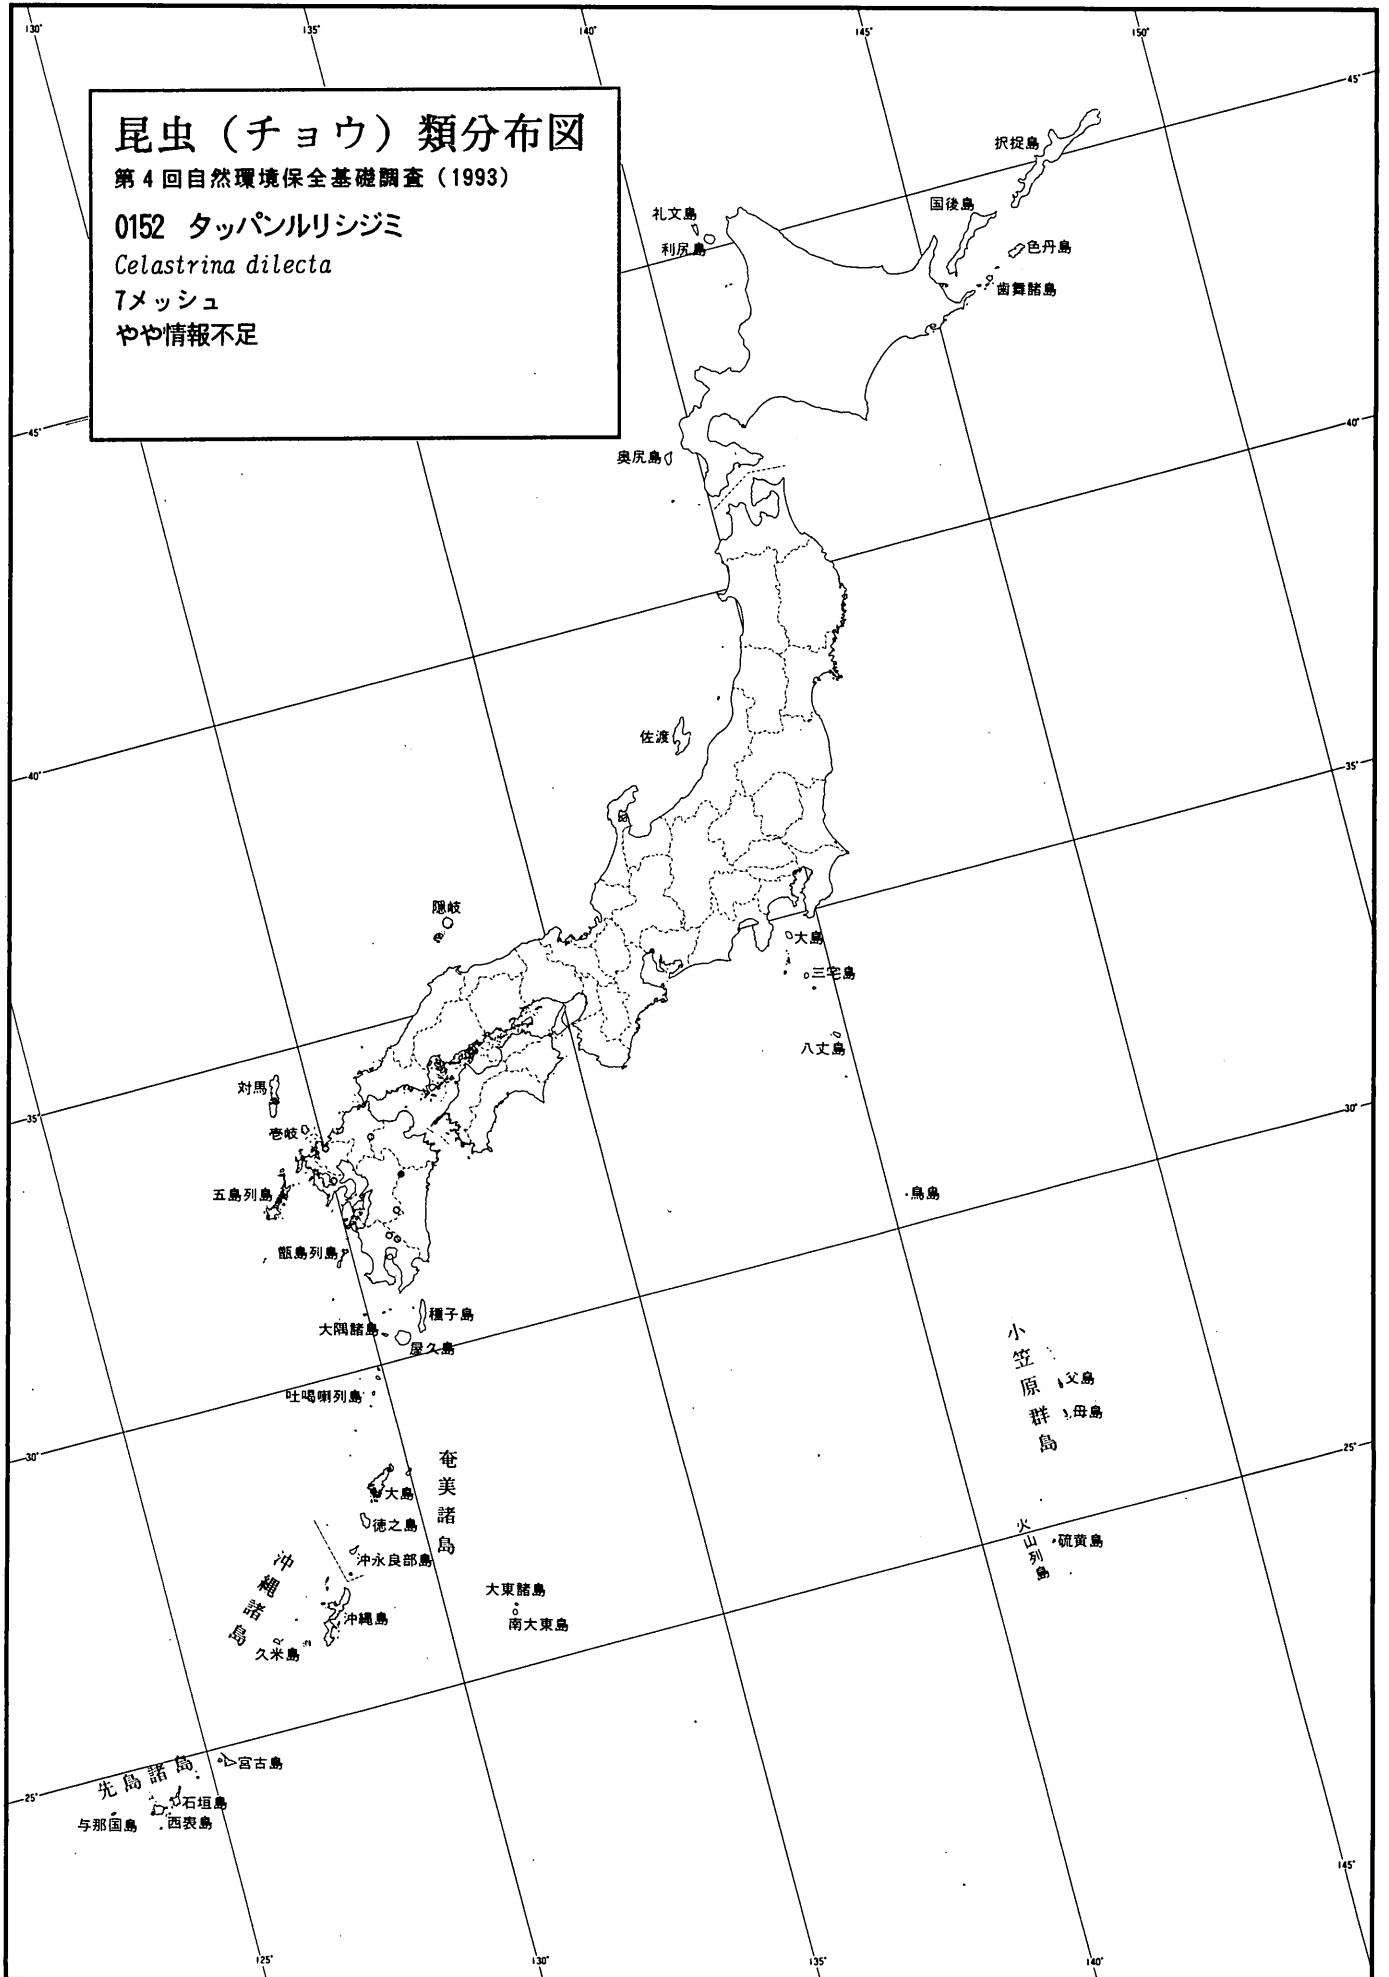 130°
135°
140°
145°
150°
昆虫（チョウ）類分布図
第4回自然環境保全基礎調査（1993）
0152 タッパンルリシジミ
Celastrina dilecta
7メッシュ
やや情報不足
45°
択捉島
国後島
礼文島
利尻島
色丹島
歯舞諸島
45°
40°
奥尻島
佐渡
40°
35°
隠岐
大島
三宅島
八丈島
対馬
35°
壱岐
30°
五島列島
鳥島
甑島列島
種子島
大隅諸島
屋久島
吐噶喇列島
小笠原群島
父島
母島
30°
25°
奄美諸島
大島
徳之島
沖永良部島
火山列島
硫黄島
沖縄諸島
大東諸島
南大東島
沖縄島
久米島
先島諸島
宮古島
25°
石垣島
与那国島
西表島
145°
125°
130°
135°
140°